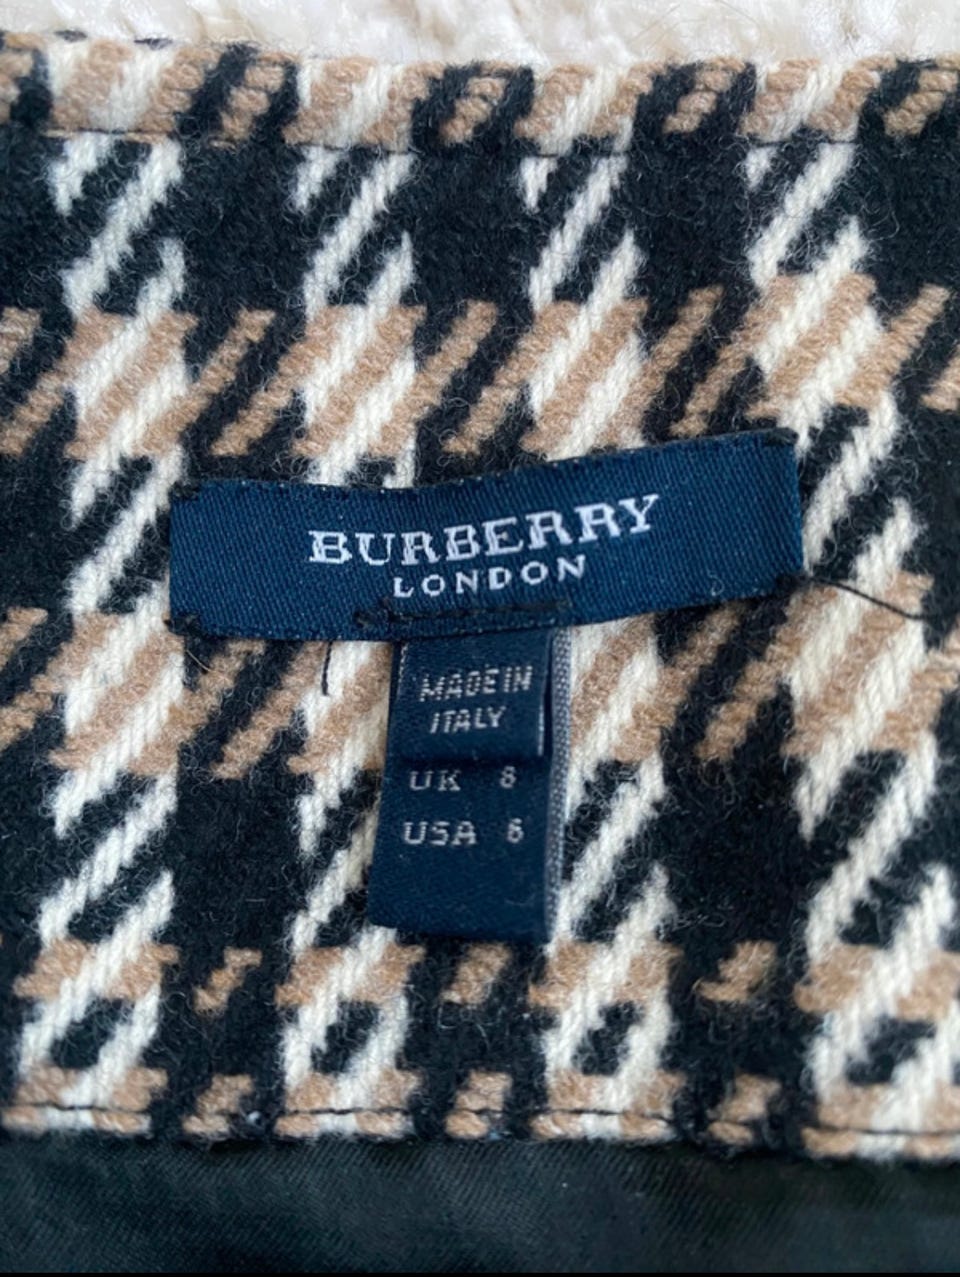 BURBERRY
LONDON
MADE IN
ITALY
UK 8
USA 6